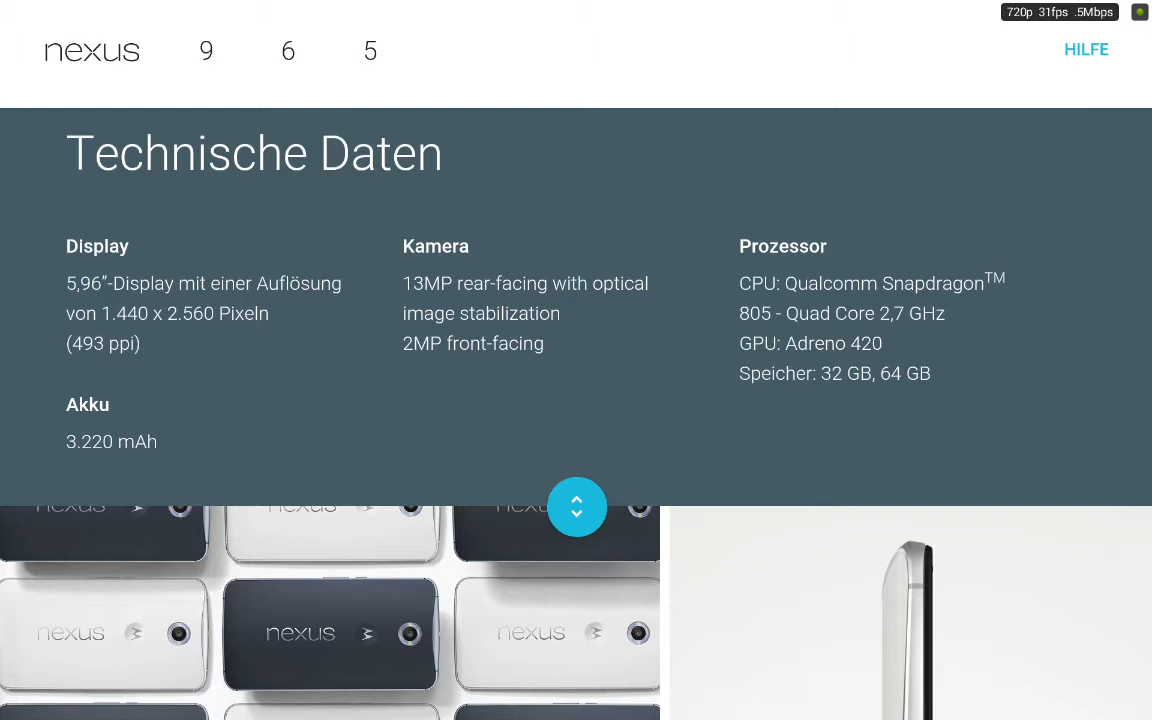 720p 31fps .5Mbps
nexus 9 6 5 HILFE
Technische Daten
Display
5,96”-Display mit einer Auflösung
von 1.440 x 2.560 Pixeln
(493 ppi)
Akku
3.220 mAh
Kamera
13MP rear-facing with optical
image stabilization
2MP front-facing
Prozessor
CPU: Qualcomm Snapdragon™
805 - Quad Core 2,7 GHz
GPU: Adreno 420
Speicher: 32 GB, 64 GB
nexus nexus nexus
nexus nexus nexus